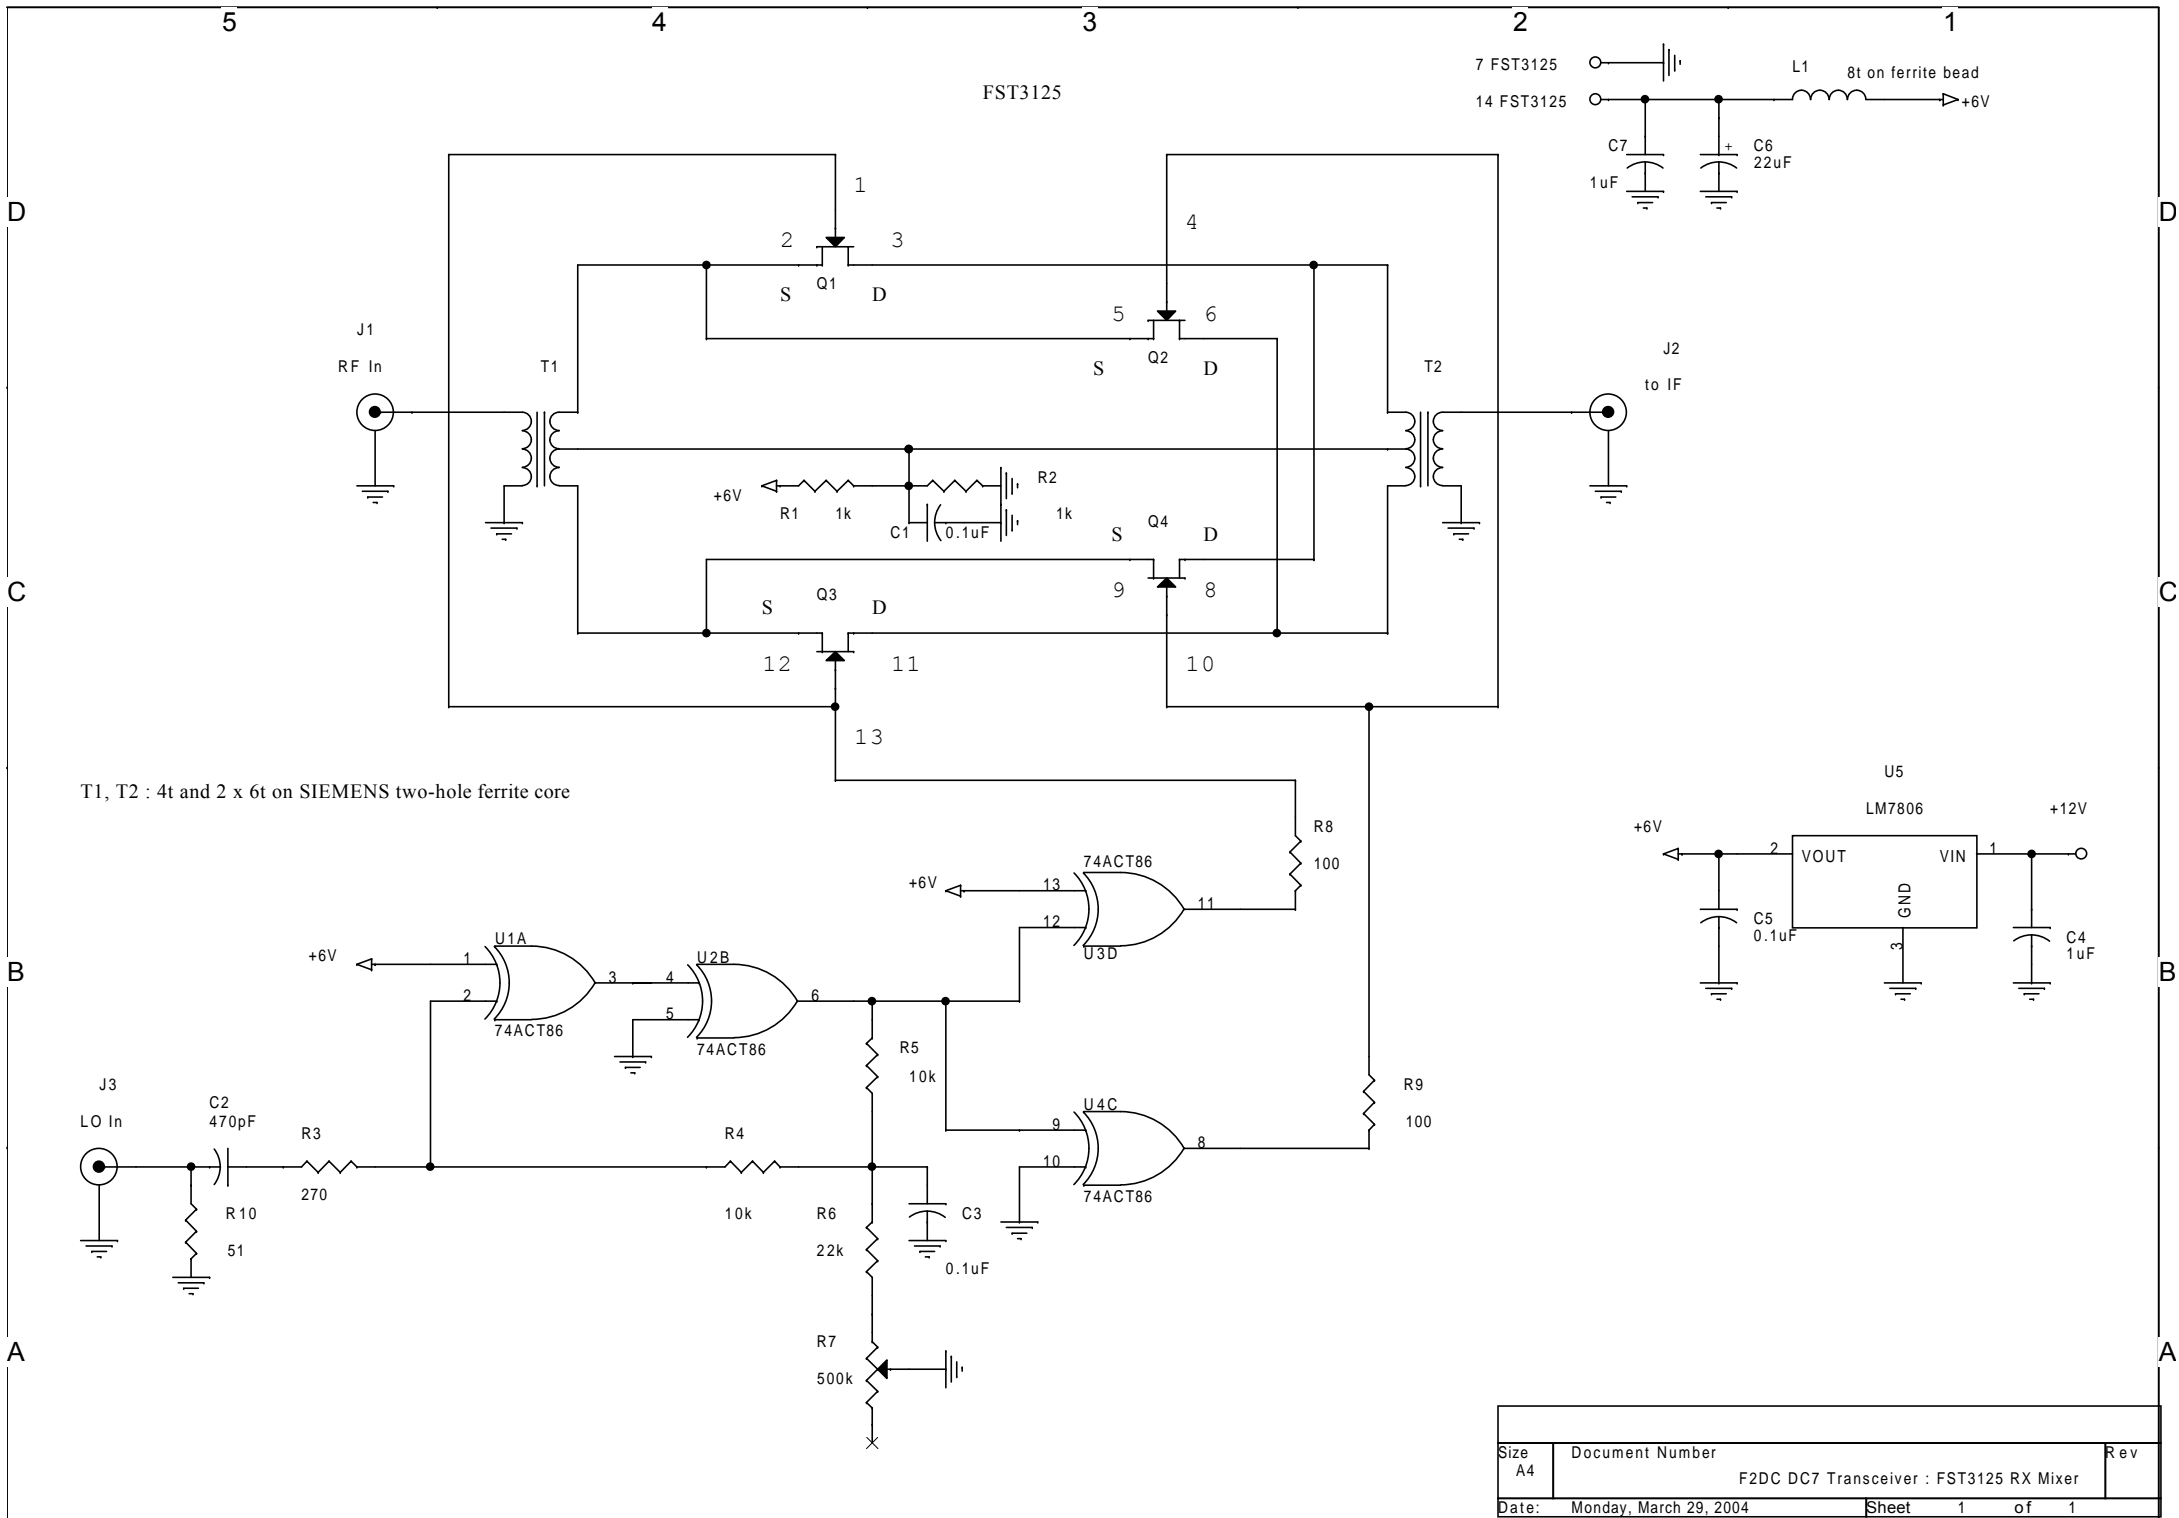 5 4 3 2 1
7 FST3125
L1 8t on ferrite bead
FST3125
14 FST3125 +6V
C7 + C6
22uF
1uF
1
D D
4
2 3
Q1
S D
5 6
J1
Q2
J2
RF In T1 S D T2
to IF
R2
+6V
R1 1k 1k
C1 0.1uF
Q4
S D
9 8
C C
Q3
S D
12 11 10
13
U5
T1, T2 : 4t and 2 x 6t on SIEMENS two-hole ferrite core
LM7806 +12V
R8
+6V
100
74ACT86
2 VOUT VIN 1
+6V 13
11
12
GND
C5
0.1uF
U1A
U3D
C4
1uF
+6V 1
U2B
3
B B
3 4
2 6
5
74ACT86
74ACT86
R5
10k
J3
R9
C2
470pF
U4C
LO In
100
R3 R4
9
8
10
270
74ACT86
R10 10k R6 C3
51 22k
0.1uF
R7
A A
500k
Size Document Number Rev
A4
F2DC DC7 Transceiver : FST3125 RX Mixer
Date: Monday, March 29, 2004 Sheet 1 of 1